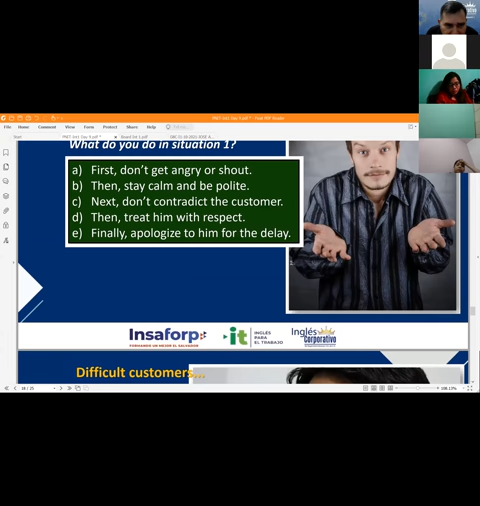 File Home Comment View Form Protect Share Help
Start
What do you do in situation 1?
a) First, don't get angry or shout.
b) Then, stay calm and be polite.
c) Next, don't contradict the customer.
d) Then, treat him with respect.
e) Finally, apologize to him for the delay.
Insaforp
FORMANDO UN MEJOR EL SALVADOR
it
INGLÉS
PARA
EL TRABAJO
Inglés
Corporativo
Difficult customers...